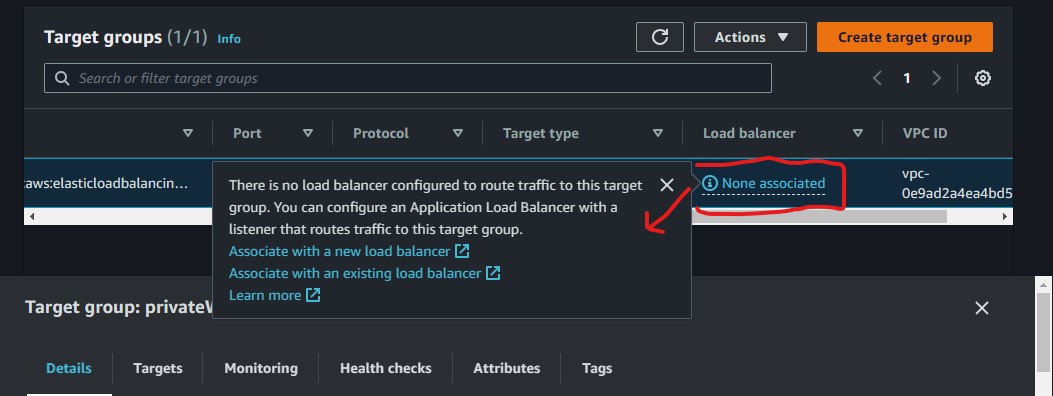 Target groups (1/1) Info
Actions
Create target group
Search or filter target groups
1
Port Protocol Target type Load balancer VPC ID
:aws:elasticloadbalancin...
None associated
vpc-
0e9ad2a4ea4bd5
There is no load balancer configured to route traffic to this target
group. You can configure an Application Load Balancer with a
listener that routes traffic to this target group.
Associate with a new load balancer
Associate with an existing load balancer
Learn more
Target group: privateW
Details Targets Monitoring Health checks Attributes Tags